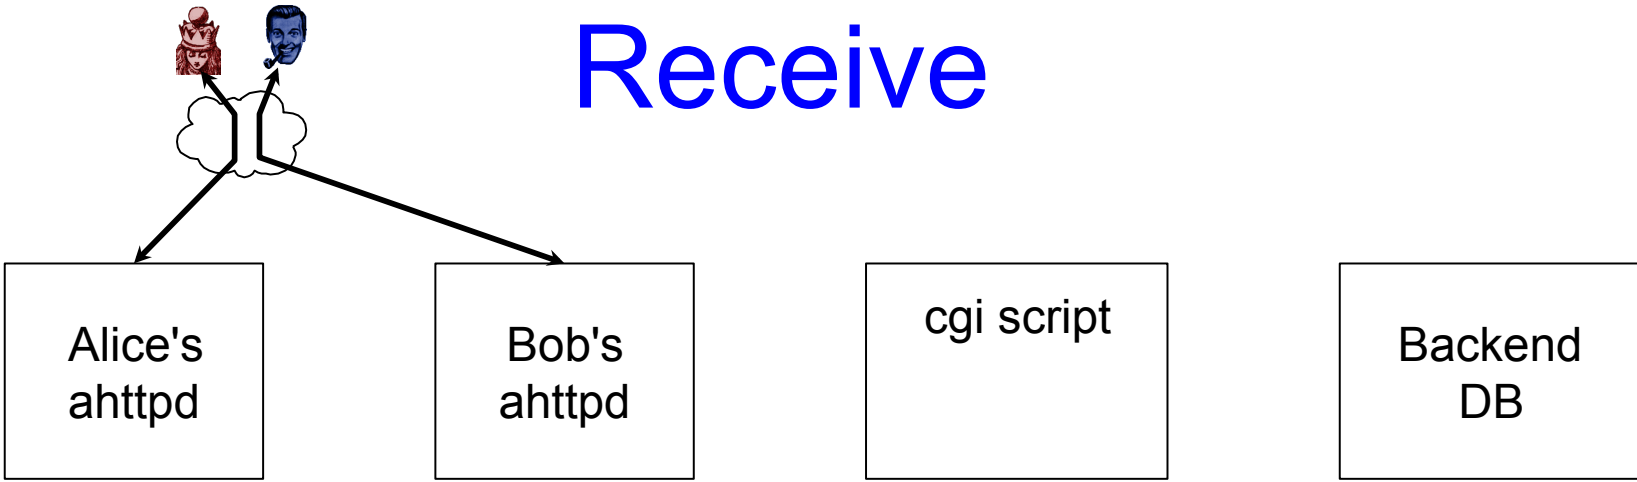 Receive
Alice's
ahttpd
Bob's
ahttpd
cgi script
Backend
DB